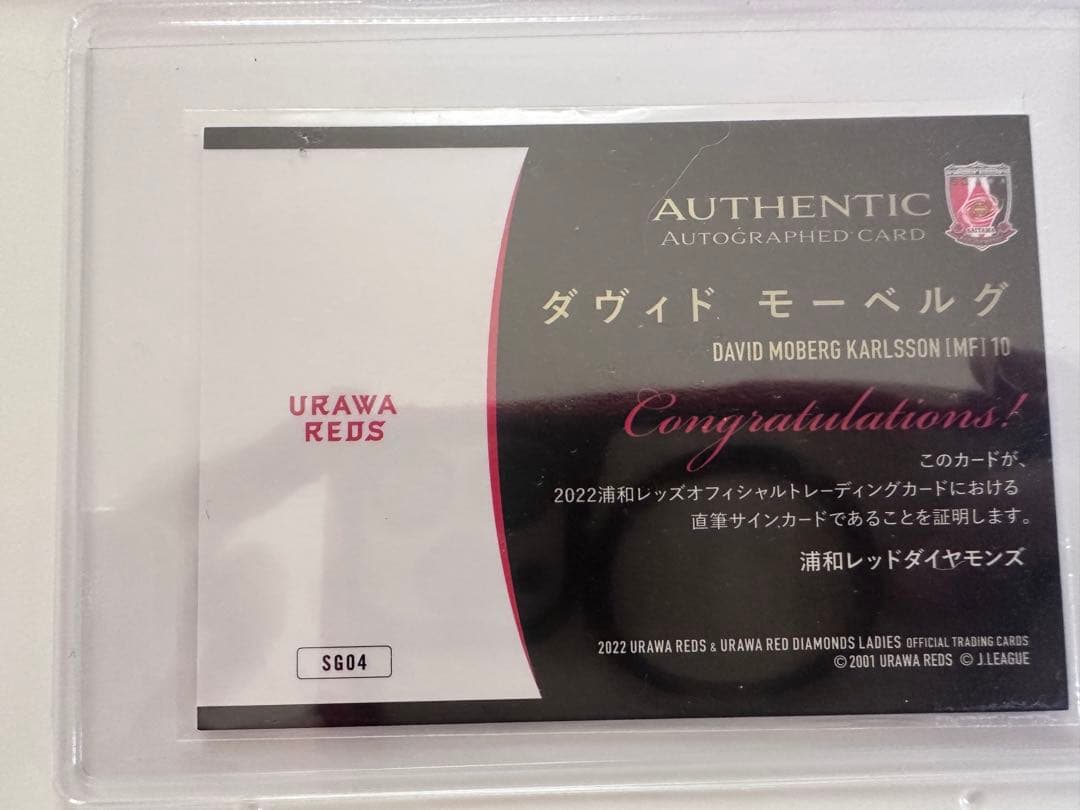 AUTHENTIC
AUTOGRAPHED CARD
ダヴィド モーベルグ
DAVID MOBERG KARLSSON [MF] 10
Congratulations!
このカードが、
2022浦和レッズオフィシャルトレーディングカードにおける
直筆サインカードであることを証明します。
浦和レッドダイヤモンズ
URAWA
REDS
SG04
2022 URAWA REDS & URAWA RED DIAMONDS LADIES OFFICIAL TRADING CARDS
© 2001 URAWA REDS © J.LEAGUE